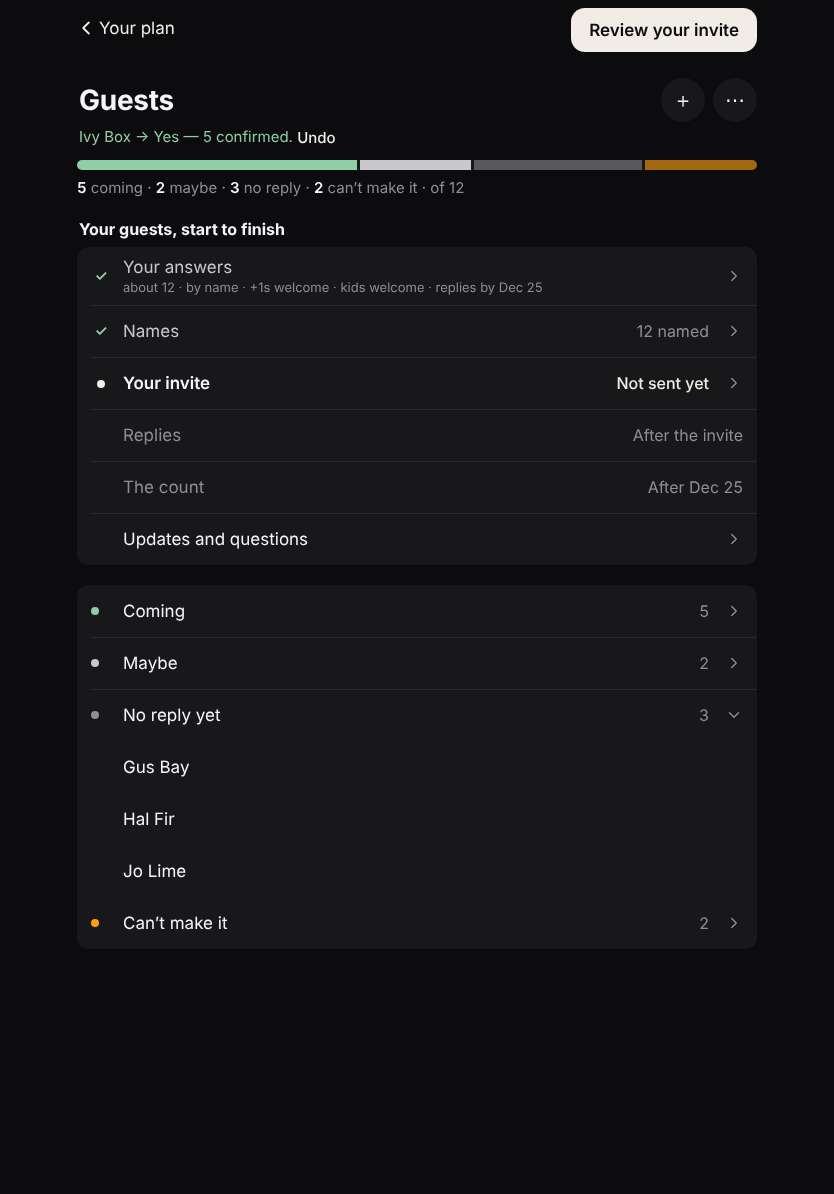 Your plan
Review your invite
Guests
+ ···
Ivy Box → Yes — 5 confirmed. Undo
5 coming · 2 maybe · 3 no reply · 2 can’t make it · of 12
Your guests, start to finish
Your answers
about 12 · by name · +1s welcome · kids welcome · replies by Dec 25
Names 12 named
Your invite Not sent yet
Replies After the invite
The count After Dec 25
Updates and questions
Coming 5
Maybe 2
No reply yet 3
Gus Bay
Hal Fir
Jo Lime
Can’t make it 2